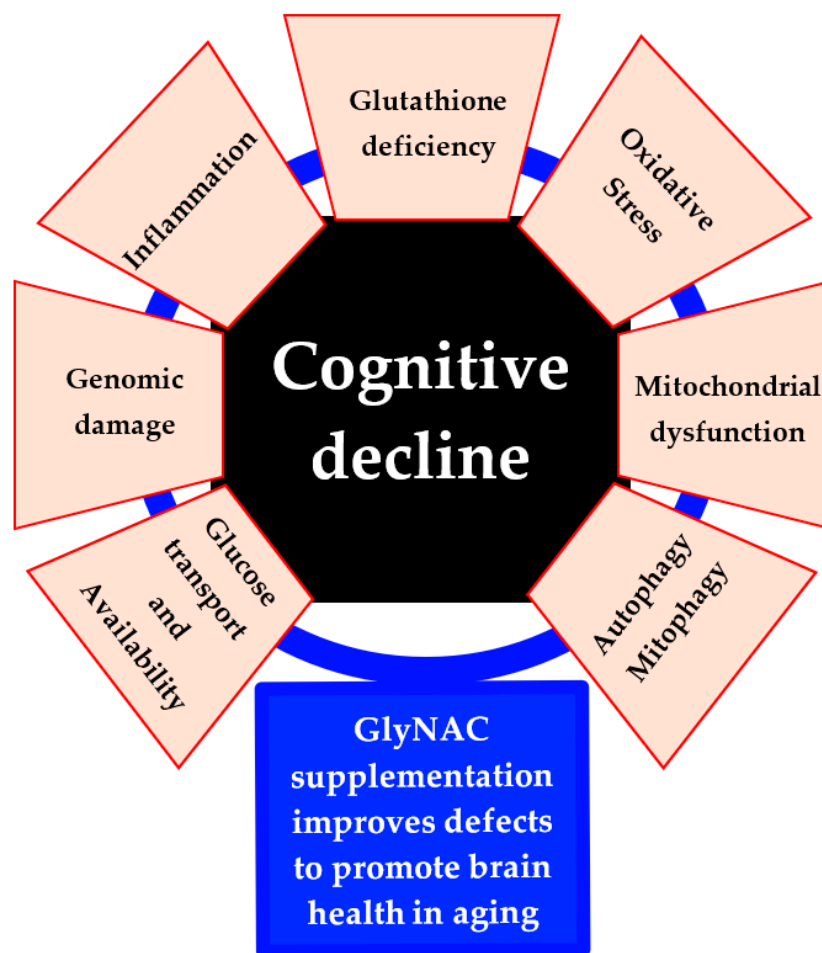 Glutathione
deficiency
Oxidative
Stress
Mitochondrial
dysfunction
Autophagy
Mitophagy
Glucose
transport
and
Availability
Genomic
damage
Inflammation
Cognitive
decline
GlyNAC
supplementation
improves defects
to promote brain
health in aging